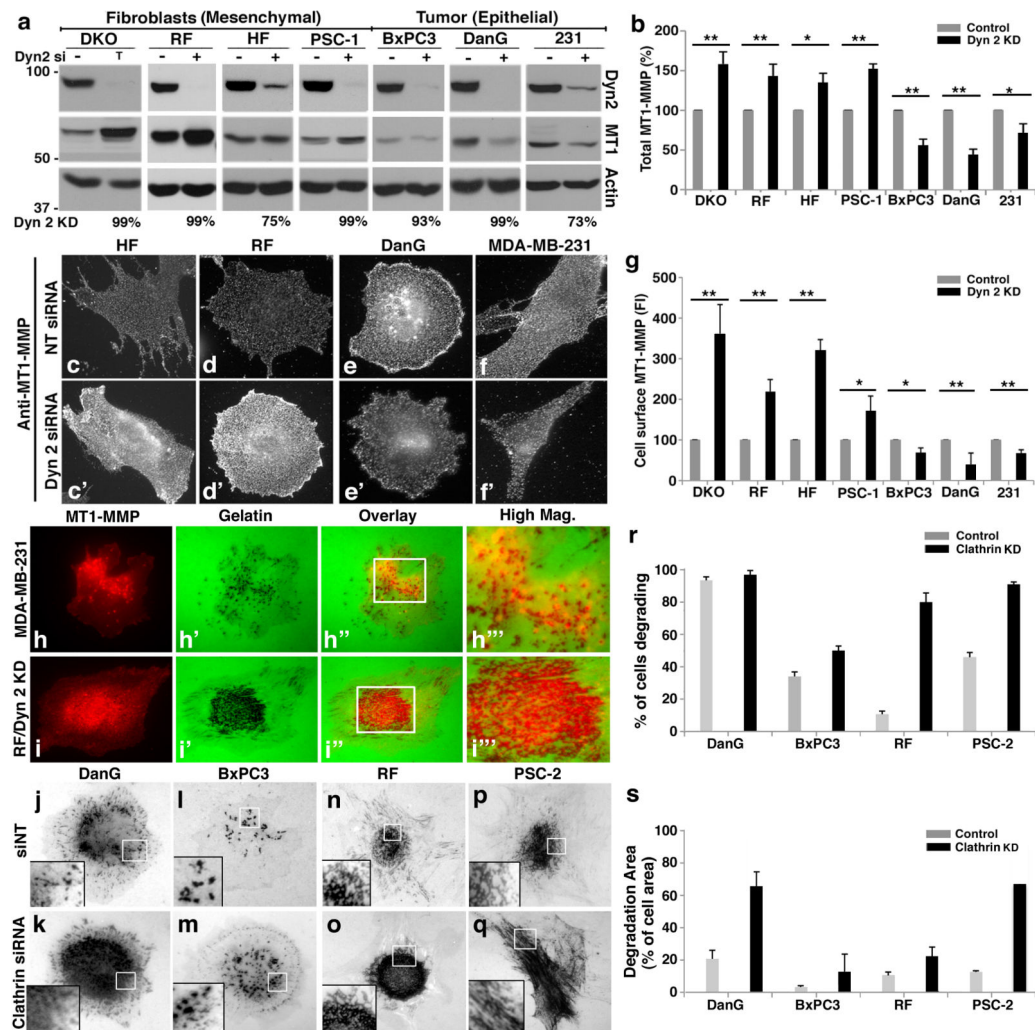 a
Fibroblasts (Mesenchymal) Tumor (Epithelial)
DKO RF HF PSC-1 BxPC3 DanG 231
Dyn2 si - T - + - + - + - + - + - +
100
50
37
Dyn2
MT1
Actin
Dyn 2 KD 99% 99% 75% 99% 93% 99% 73%
b
Control
Dyn 2 KD
Total MT1-MMP (%)
200
150
100
50
0
** ** * ** ** ** *
DKO RF HF PSC-1 BxPC3 DanG 231
HF RF DanG MDA-MB-231
Anti-MT1-MMP
NT siRNA
Dyn 2 siRNA
c d e f
c' d' e' f'
g
Control
Dyn 2 KD
Cell surface MT1-MMP (FI)
500
400
300
200
100
0
** ** ** * * ** **
DKO RF HF PSC-1 BxPC3 DanG 231
MT1-MMP Gelatin Overlay High Mag.
MDA-MB-231
RF/Dyn 2 KD
h h' h'' h'''
i i' i'' i'''
r
Control
Clathrin KD
% of cells degrading
100
80
60
40
20
0
DanG BxPC3 RF PSC-2
DanG BxPC3 RF PSC-2
siNT
Clathrin siRNA
j l n p
k m o q
s
Control
Clathrin KD
Degradation Area
(% of cell area)
100
80
60
40
20
0
DanG BxPC3 RF PSC-2